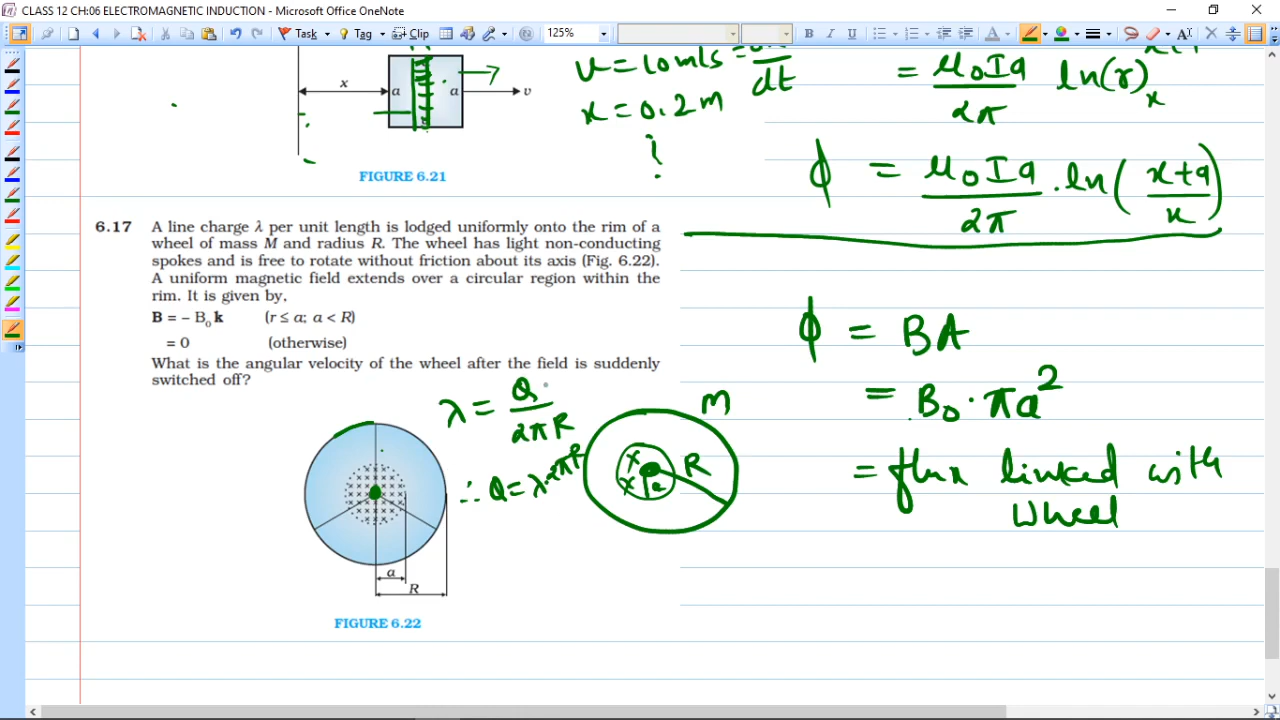 CLASS 12 CH:06 ELECTROMAGNETIC INDUCTION - Microsoft OneNote
Task
Tag
Clip
125%
B I U
x
a
a
v
FIGURE 6.21
v = 10 m/s =
dt
x = 0.2 m
?
= μ0Ia / 2π ln(r) x
φ = μ0Ia / 2π . ln( x+a / x )
6.17 A line charge λ per unit length is lodged uniformly onto the rim of a
wheel of mass M and radius R. The wheel has light non-conducting
spokes and is free to rotate without friction about its axis (Fig. 6.22).
A uniform magnetic field extends over a circular region within the
rim. It is given by,
B = – B0 k (r ≤ a; a < R)
= 0 (otherwise)
What is the angular velocity of the wheel after the field is suddenly
switched off?
λ = Q / 2πR
∴ Q = λ·2πR
M
R
a
x
x
a
R
FIGURE 6.22
φ = BA
= B0 · πa²
= flux linked with
wheel